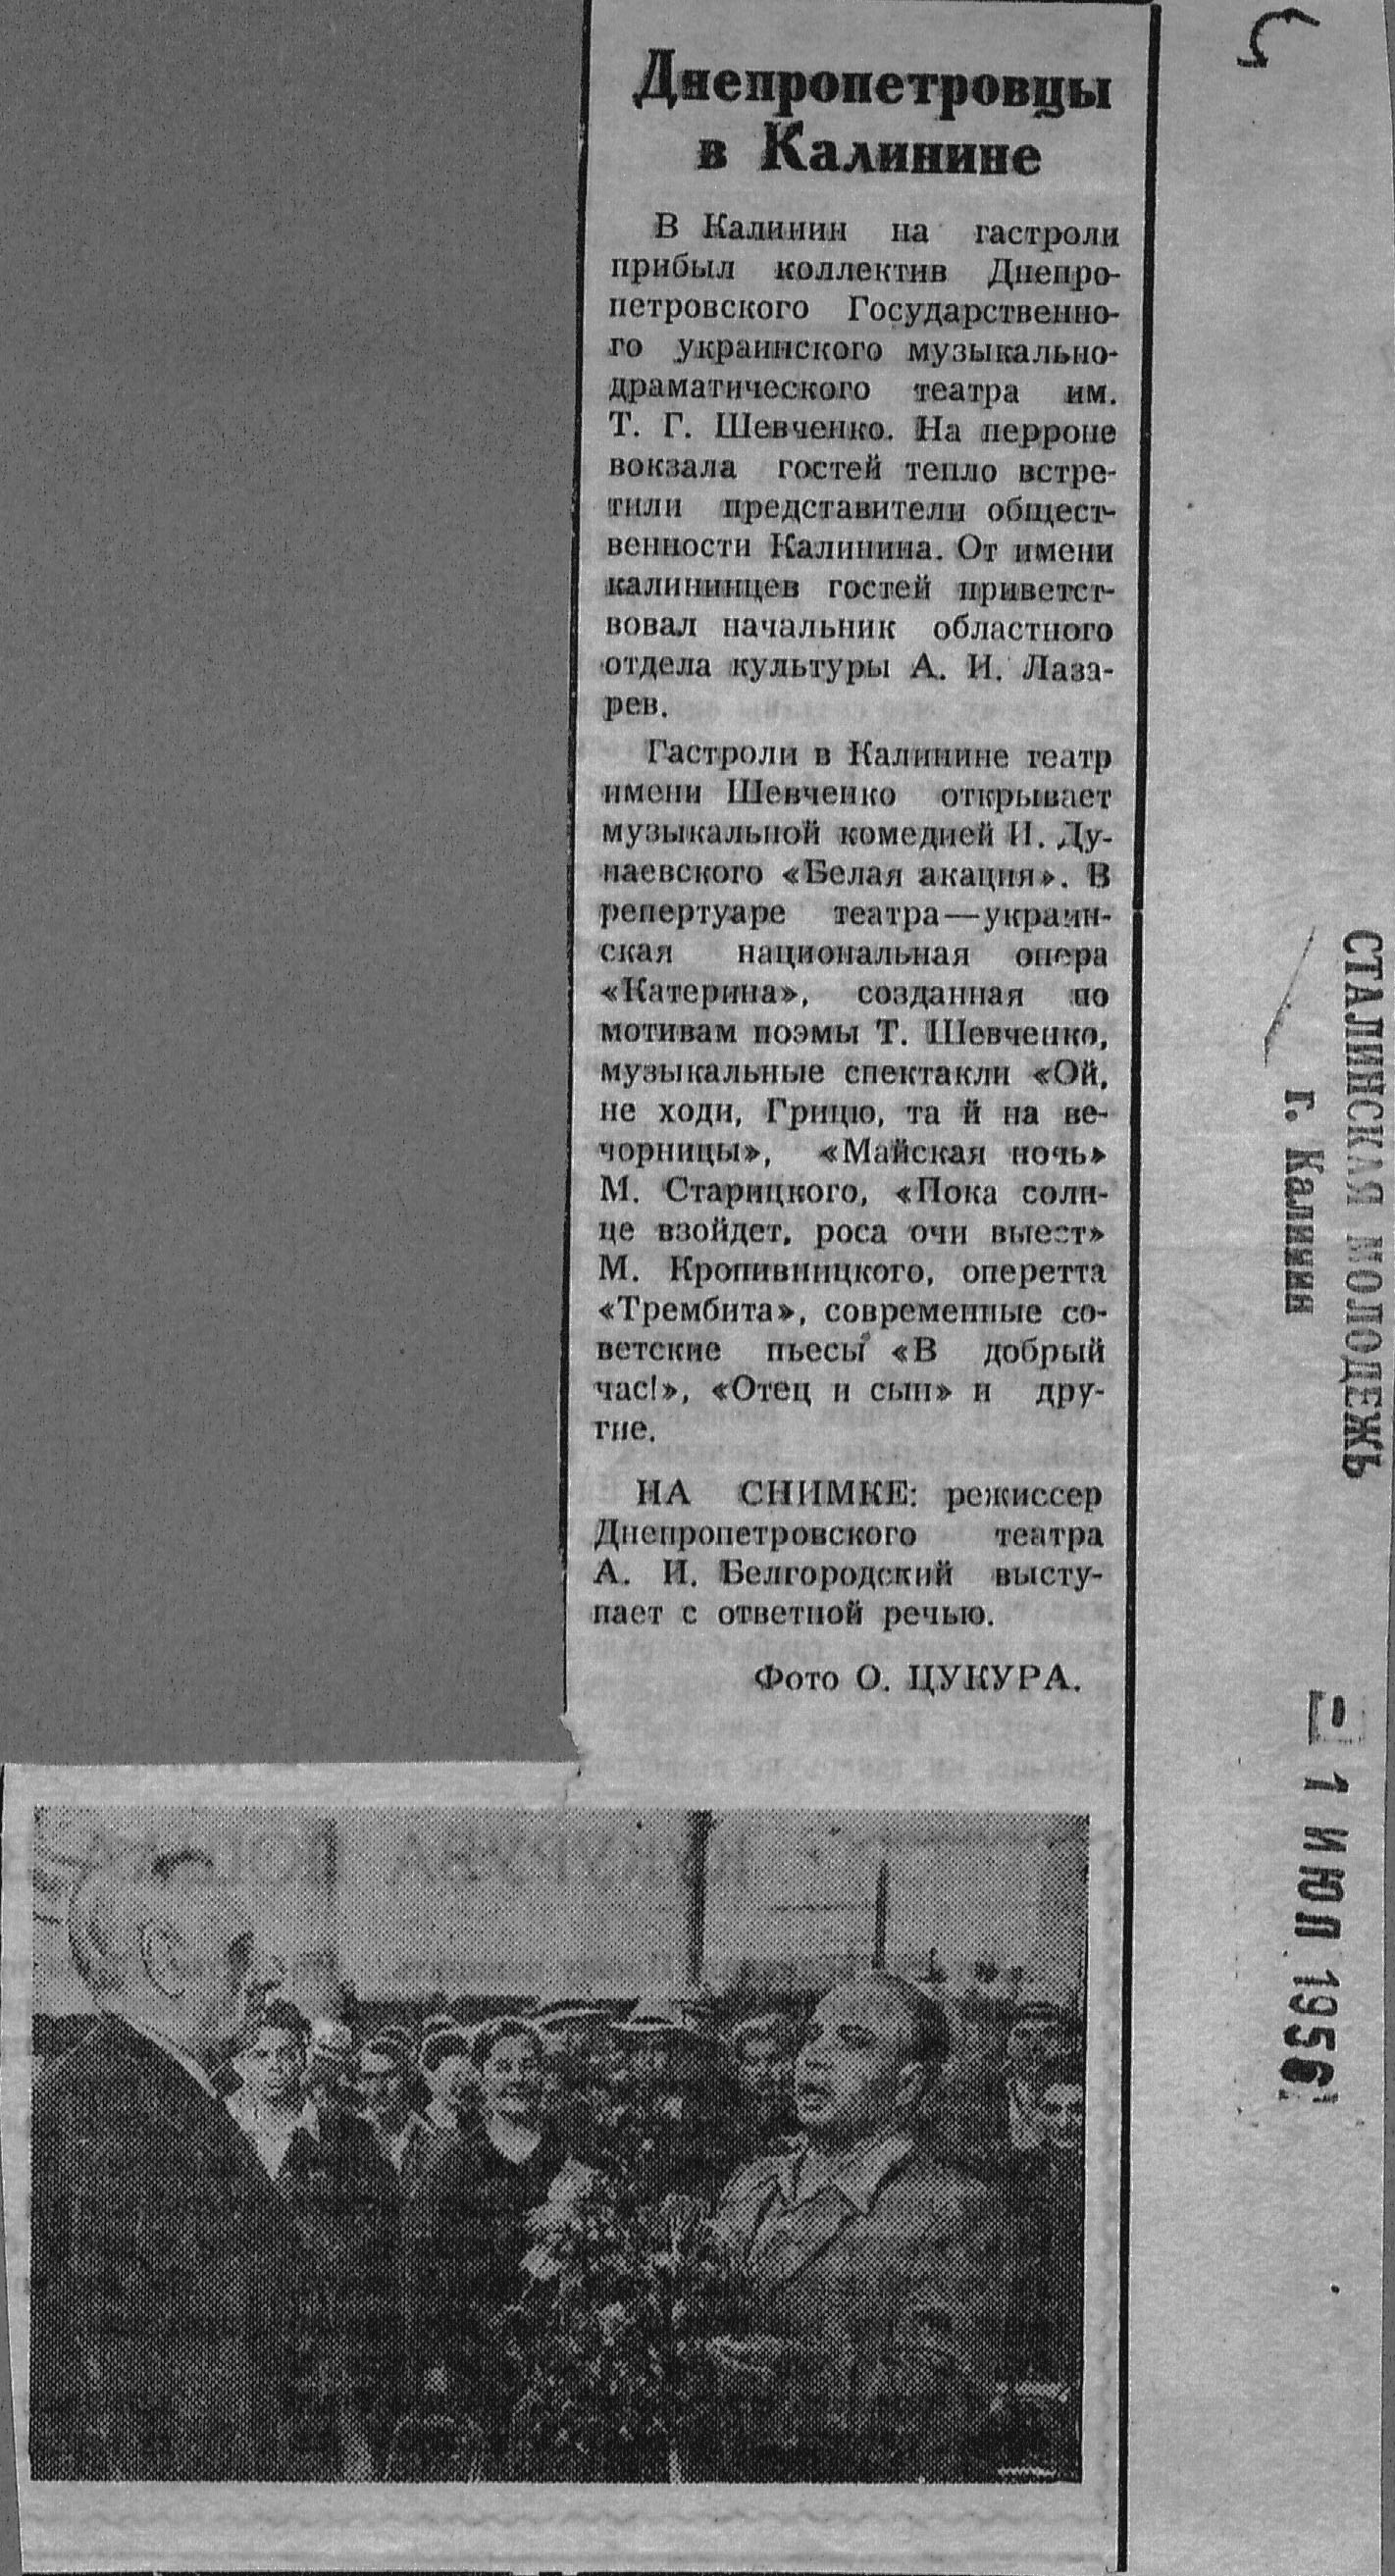 Днепропетровцы
в Калинине
В Калинин на гастроли
прибыл коллектив Днепро-
петровского Государственно-
го украинского музыкально-
драматического театра им.
Т. Г. Шевченко. На перроне
вокзала гостей тепло встре-
тили представители общест-
венности Калинина. От имени
калининцев гостей приветст-
вовал начальник областного
отдела культуры А. И. Лаза-
рев.
Гастроли в Калинине театр
имени Шевченко открывает
музыкальной комедией И. Ду-
наевского «Белая акация». В
репертуаре театра—украин-
ская национальная опера
«Катерина», созданная по
мотивам поэмы Т. Шевченко,
музыкальные спектакли «Ой,
не ходи, Грицю, та й на ве-
чорницы», «Майская ночь»
М. Старицкого, «Пока солн-
це взойдет, роса очи выест»
М. Кропивницкого, оперетта
«Трембита», современные со-
ветские пьесы «В добрый
час!», «Отец и сын» и дру-
гие.
НА СНИМКЕ: режиссер
Днепропетровского театра
А. И. Белгородский высту-
пает с ответной речью.
Фото О. ЦУКУРА.
СТАЛИНСКАЯ МОЛОДЕЖЬ
г. Калинин
1 ИЮЛ 1956